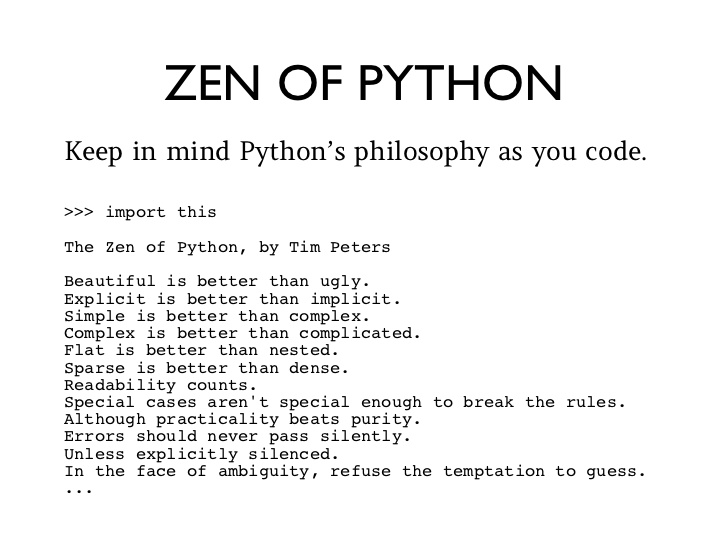 ZEN OF PYTHON
Keep in mind Python’s philosophy as you code.
>>> import this
The Zen of Python, by Tim Peters
Beautiful is better than ugly.
Explicit is better than implicit.
Simple is better than complex.
Complex is better than complicated.
Flat is better than nested.
Sparse is better than dense.
Readability counts.
Special cases aren't special enough to break the rules.
Although practicality beats purity.
Errors should never pass silently.
Unless explicitly silenced.
In the face of ambiguity, refuse the temptation to guess.
...